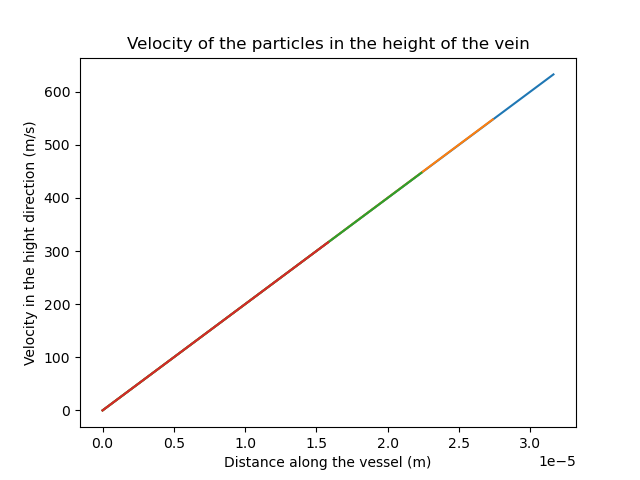 Velocity of the particles in the height of the vein
Velocity in the hight direction (m/s)
600
500
400
300
200
100
0
0.0 0.5 1.0 1.5 2.0 2.5 3.0
1e−5
Distance along the vessel (m)